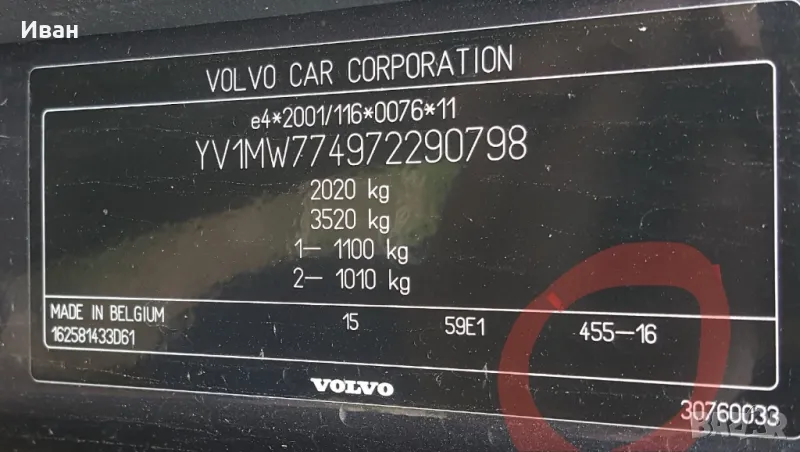 Иван
VOLVO CAR CORPORATION
e4*2001/116*0076*11
YV1MW774972290798
2020 kg
3520 kg
1– 1100 kg
2– 1010 kg
MADE IN BELGIUM 15 59E1 455–16
162581433D61
VOLVO
30760033
BAZAR